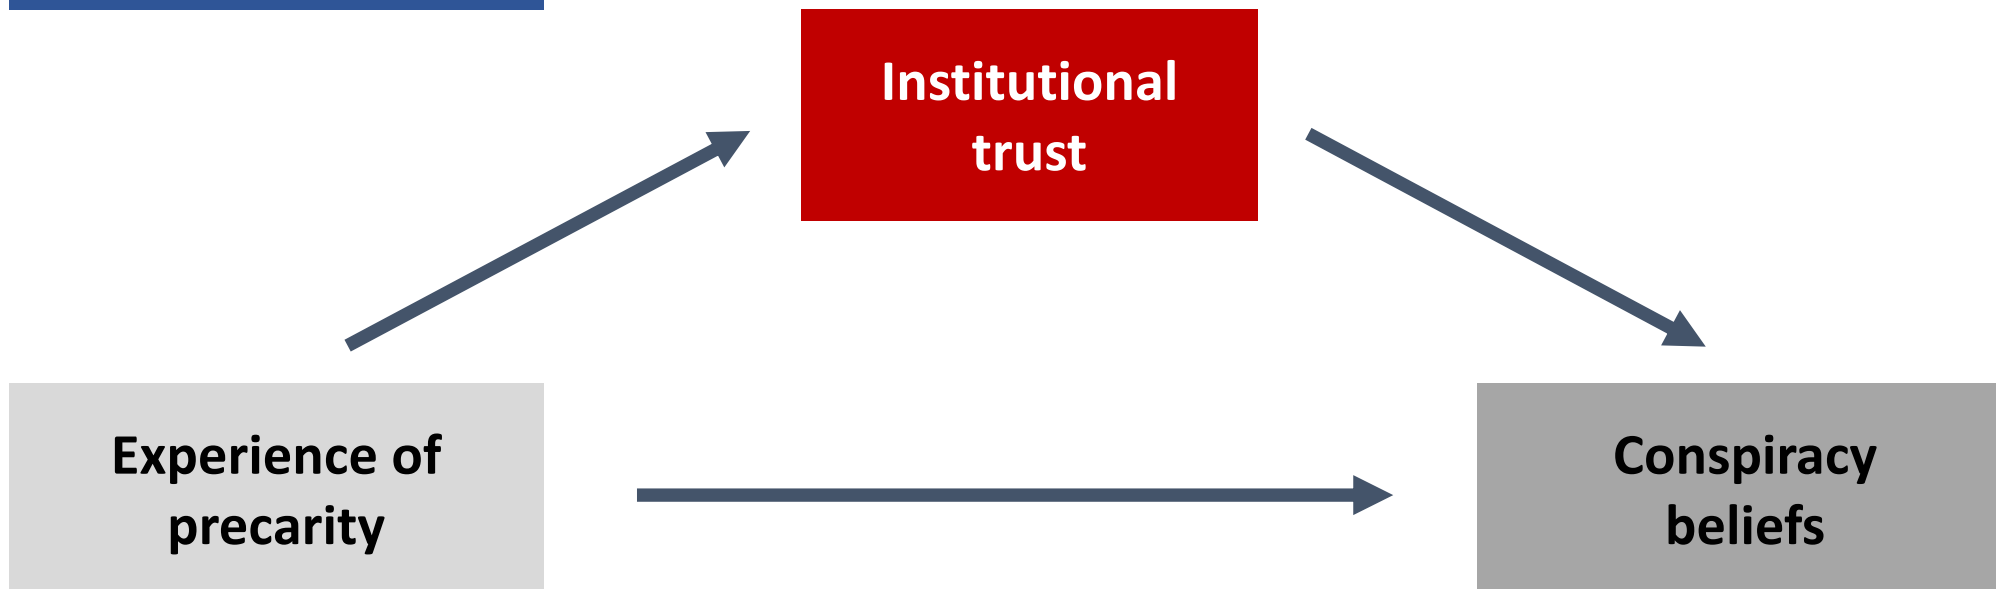 Institutional
trust
Experience of
precarity
Conspiracy
beliefs